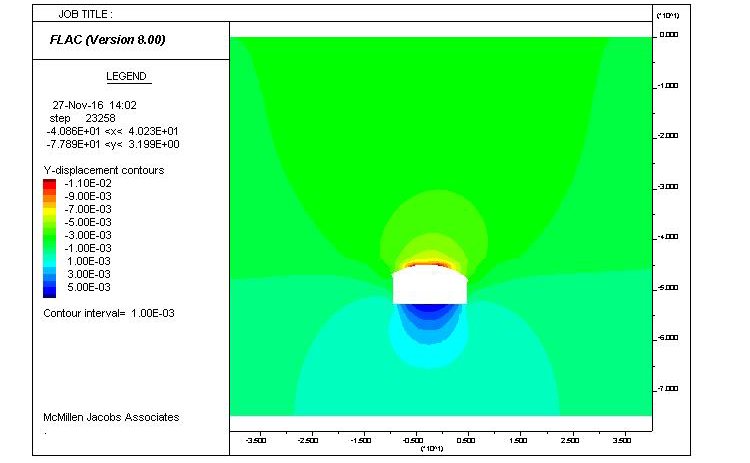 JOB TITLE :
FLAC (Version 8.00)
LEGEND
27-Nov-16 14:02
step 23258
-4.086E+01 <x< 4.023E+01
-7.789E+01 <y< 3.199E+00
Y-displacement contours
-1.10E-02
-9.00E-03
-7.00E-03
-5.00E-03
-3.00E-03
-1.00E-03
1.00E-03
3.00E-03
5.00E-03
Contour interval= 1.00E-03
McMillen Jacobs Associates
.
(*10^1)
0.000
-1.000
-2.000
-3.000
-4.000
-5.000
-6.000
-7.000
-3.500 -2.500 -1.500 -0.500 0.500 1.500 2.500 3.500
(*10^1)